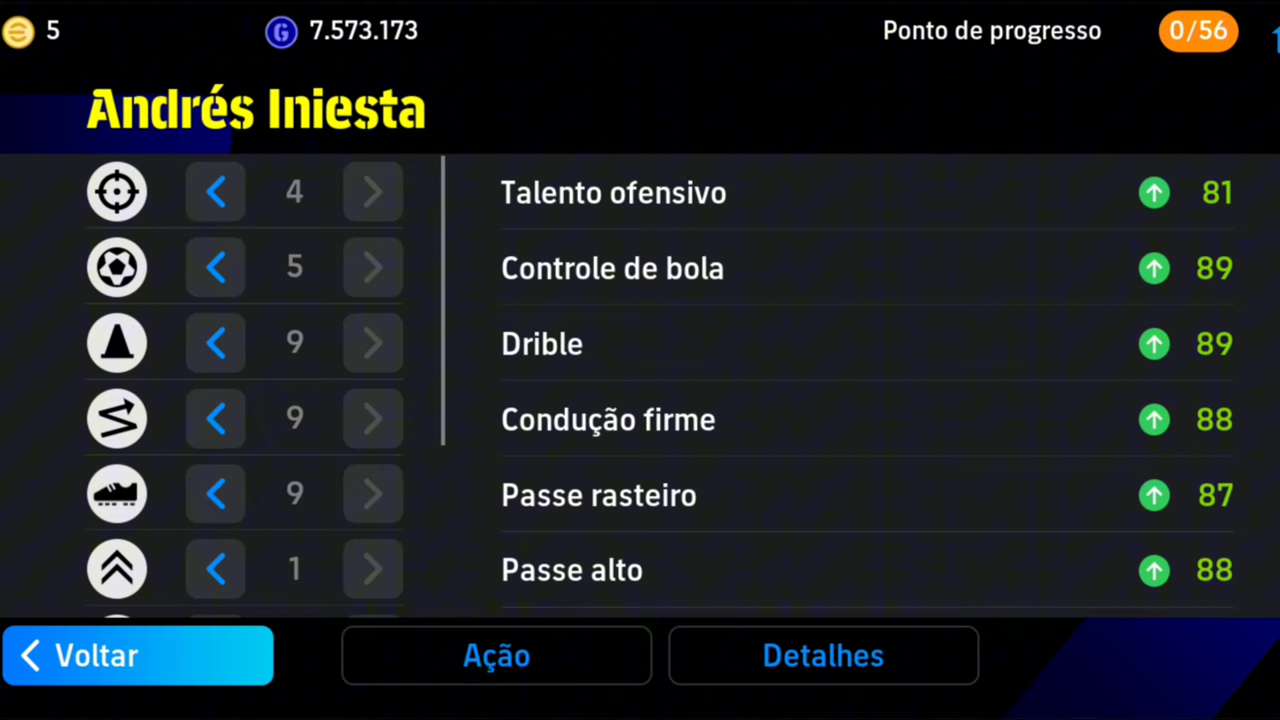 5
7.573.173
Ponto de progresso
0/56
Andrés Iniesta
4
Talento ofensivo
81
5
Controle de bola
89
9
Drible
89
9
Condução firme
88
9
Passe rasteiro
87
1
Passe alto
88
Voltar
Ação
Detalhes